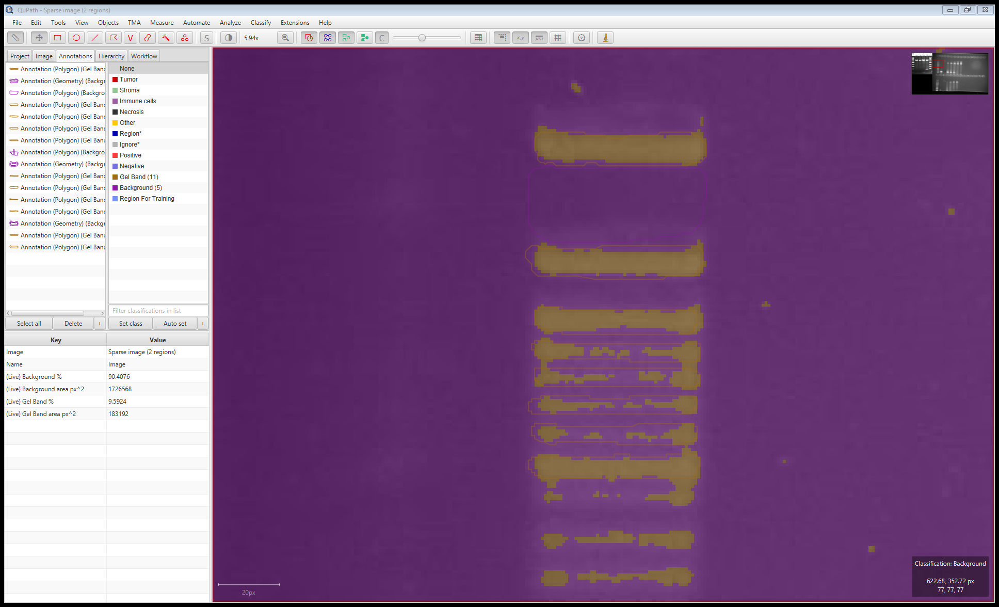 QuPath - Sparse image (2 regions)
File Edit Tools View Objects TMA Measure Automate Analyze Classify Extensions Help
V S 5.94x C x,y µm
Project Image Annotations Hierarchy Workflow
Annotation (Polygon) (Gel Banc
Annotation (Geometry) (Backgr
Annotation (Polygon) (Backgro
Annotation (Polygon) (Gel Banc
Annotation (Polygon) (Gel Banc
Annotation (Polygon) (Gel Banc
Annotation (Polygon) (Gel Banc
Annotation (Polygon) (Backgro
Annotation (Geometry) (Backgr
Annotation (Polygon) (Gel Banc
Annotation (Polygon) (Gel Banc
Annotation (Polygon) (Gel Banc
Annotation (Polygon) (Gel Banc
Annotation (Geometry) (Backgr
Annotation (Polygon) (Gel Banc
Annotation (Polygon) (Gel Banc
None
Tumor
Stroma
Immune cells
Necrosis
Other
Region*
Ignore*
Positive
Negative
Gel Band (11)
Background (5)
Region For Training
Filter classifications in list
Select all Delete Set class Auto set
Key Value
Image Sparse image (2 regions)
Name Image
(Live) Background % 90.4076
(Live) Background area px^2 1726568
(Live) Gel Band % 9.5924
(Live) Gel Band area px^2 183192
20px
Classification: Background
622.68, 352.72 px
77, 77, 77